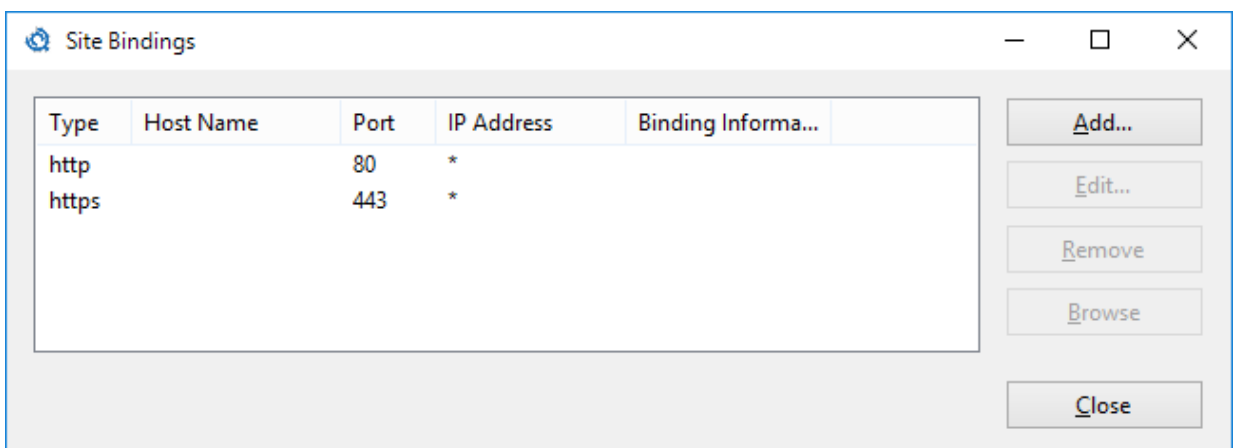 Site Bindings
Type Host Name Port IP Address Binding Informa...
http 80 *
https 443 *
Add...
Edit...
Remove
Browse
Close